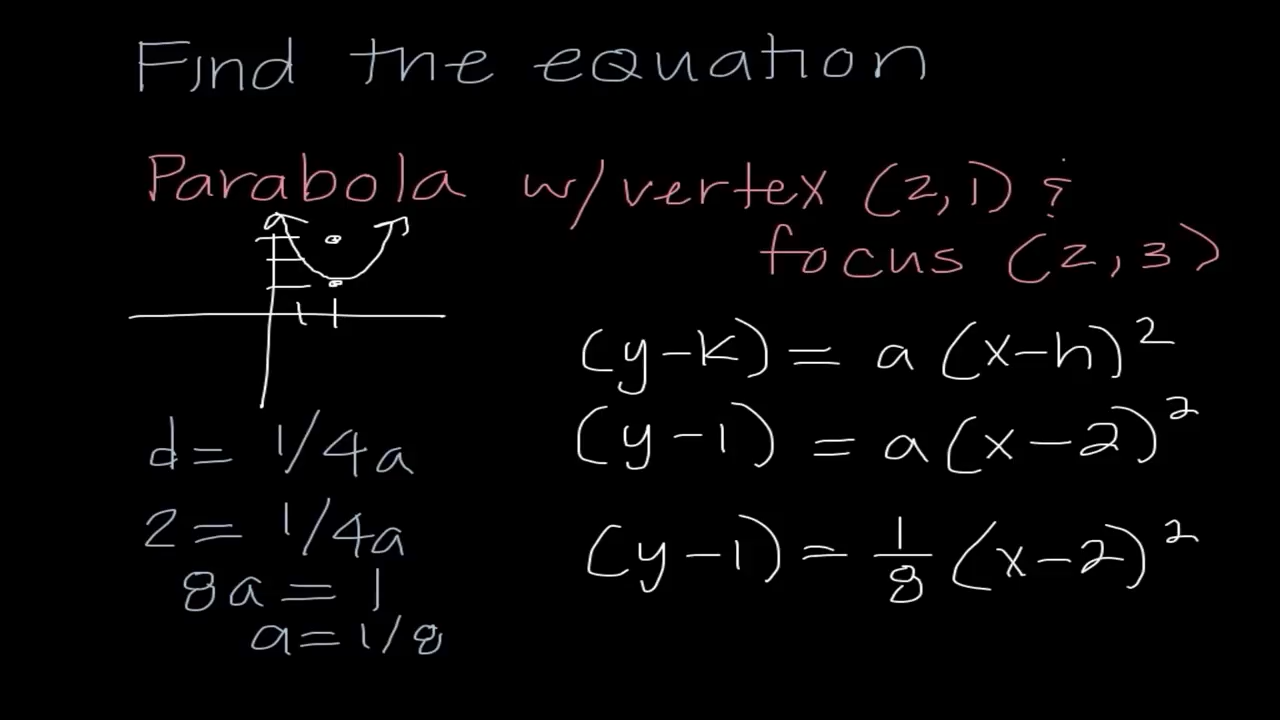 Find the equation
Parabola w/vertex (2,1) &
focus (2,3)
(y-k) = a(x-h)²
(y-1) = a(x-2)²
(y-1) = 1/8 (x-2)²
d = 1/4a
2 = 1/4a
8a = 1
a = 1/8